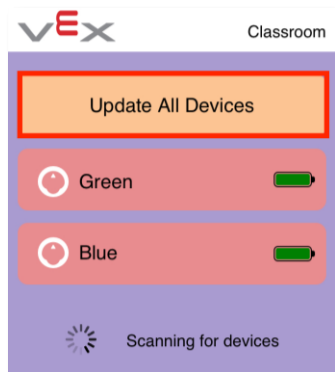 vex
Classroom
Update All Devices
Green
Blue
Scanning for devices